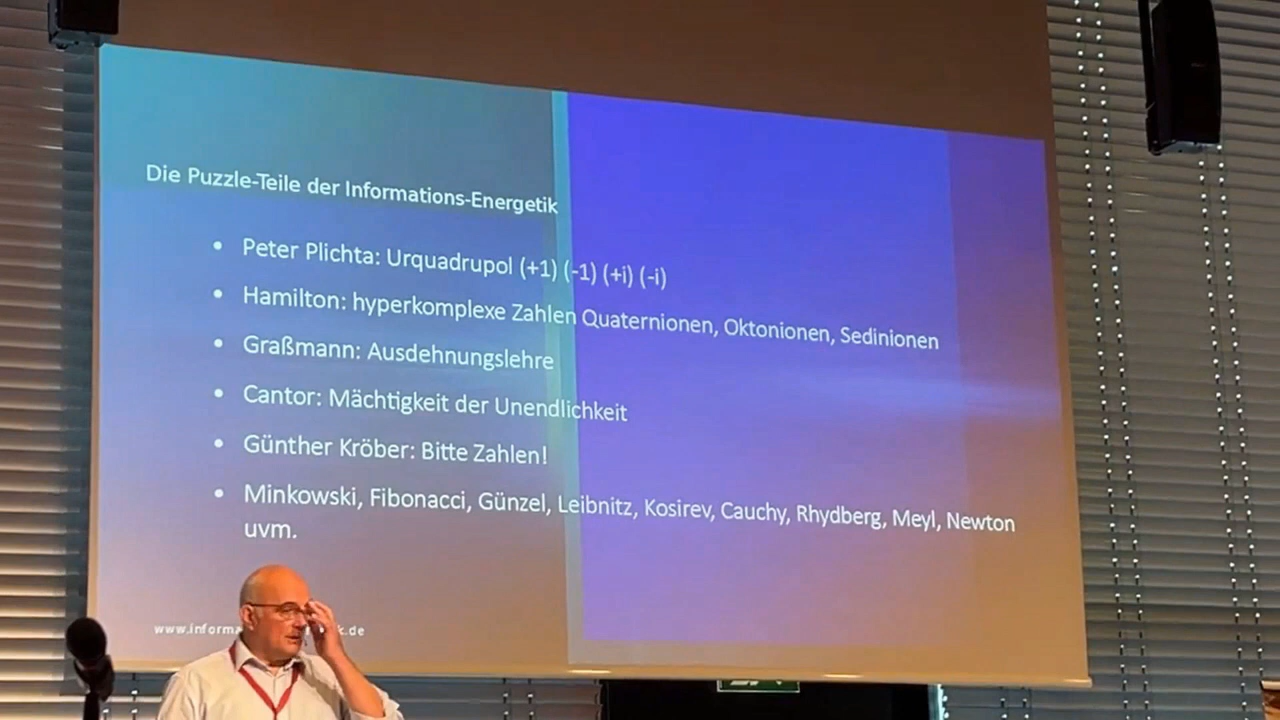 Die Puzzle-Teile der Informations-Energetik
• Peter Plichta: Urquadrupol (+1) (-1) (+i) (-i)
• Hamilton: hyperkomplexe Zahlen Quaternionen, Oktonionen, Sedinionen
• Graßmann: Ausdehnungslehre
• Cantor: Mächtigkeit der Unendlichkeit
• Günther Kröber: Bitte Zahlen!
• Minkowski, Fibonacci, Günzel, Leibnitz, Kosirev, Cauchy, Rhydberg, Meyl, Newton
uvm.